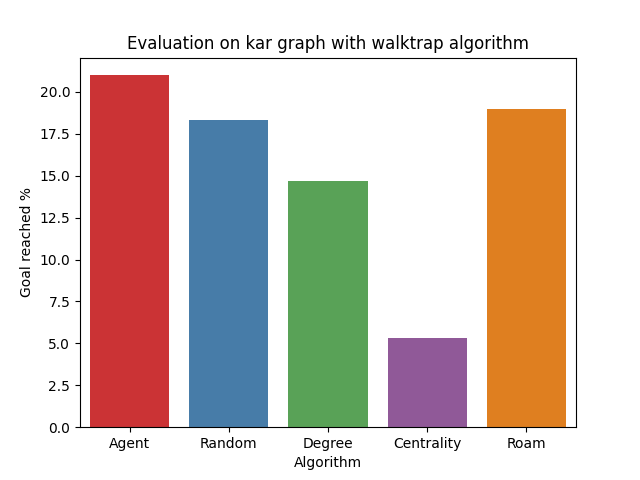 Evaluation on kar graph with walktrap algorithm
20.0
17.5
15.0
12.5
10.0
7.5
5.0
2.5
0.0
Goal reached %
Agent Random Degree Centrality Roam
Algorithm